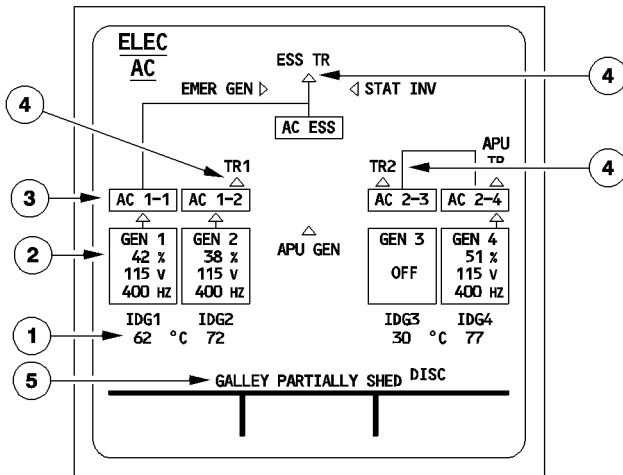 ELEC
AC
ESS TR
4
EMER GEN
STAT INV
4
AC ESS
APU
TR1
TR2
TR
4
3
AC 1-1
AC 1-2
AC 2-3
AC 2-4
2
GEN 1
42 %
115 V
400 HZ
GEN 2
38 %
115 V
400 HZ
APU GEN
GEN 3
OFF
GEN 4
51 %
115 V
400 HZ
1
IDG1
62 °C
IDG2
72
IDG3
30 °C
IDG4
77
5
GALLEY PARTIALLY SHED
DISC